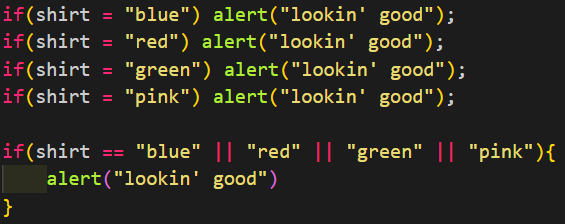 if(shirt = "blue") alert("lookin' good");
if(shirt = "red") alert("lookin' good");
if(shirt = "green") alert("lookin' good");
if(shirt = "pink") alert("lookin' good");
if(shirt == "blue" || "red" || "green" || "pink"){
alert("lookin' good")
}